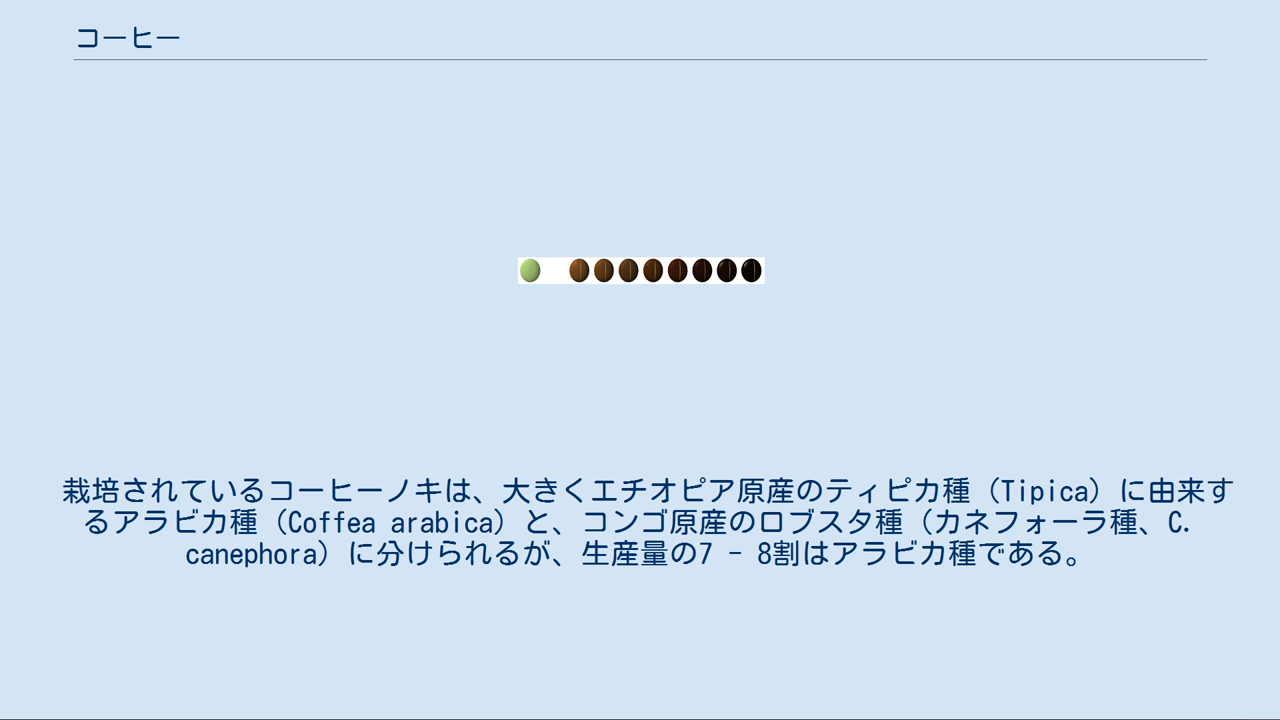 コーヒー
栽培されているコーヒーノキは、大きくエチオピア原産のティピカ種（Tipica）に由来す
るアラビカ種（Coffea arabica）と、コンゴ原産のロブスタ種（カネフォーラ種、C.
canephora）に分けられるが、生産量の7 - 8割はアラビカ種である。